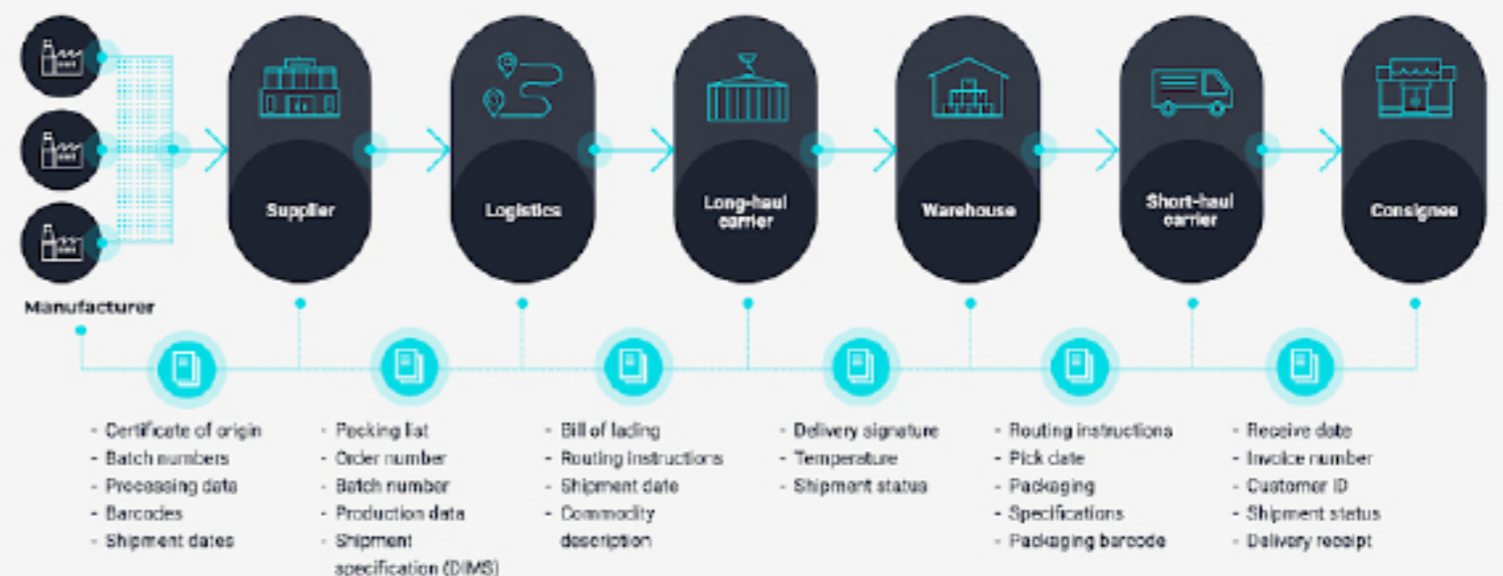 Supplier
Logistics
Long-haul
carrier
Warehouse
Short-haul
carrier
Consignee
Manufacturer
- Certificate of origin
- Batch numbers
- Processing data
- Barcodes
- Shipment dates
- Packing list
- Order number
- Batch number
- Production data
- Shipment
specification (DIMS)
- Bill of lading
- Routing instructions
- Shipment date
- Commodity
description
- Delivery signature
- Temperature
- Shipment status
- Routing instructions
- Pick date
- Packaging
- Specifications
- Packaging barcode
- Receive date
- Invoice number
- Customer ID
- Shipment status
- Delivery receipt